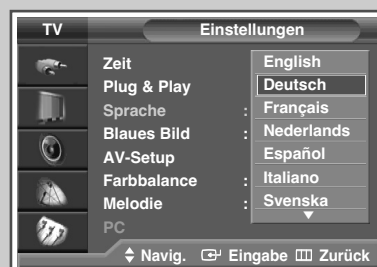 TV
Einstellungen
Zeit
Plug & Play
Sprache :
Blaues Bild :
AV-Setup
Farbbalance :
Melodie :
PC
English
Deutsch
Français
Nederlands
Español
Italiano
Svenska
Navig. Eingabe Zurück